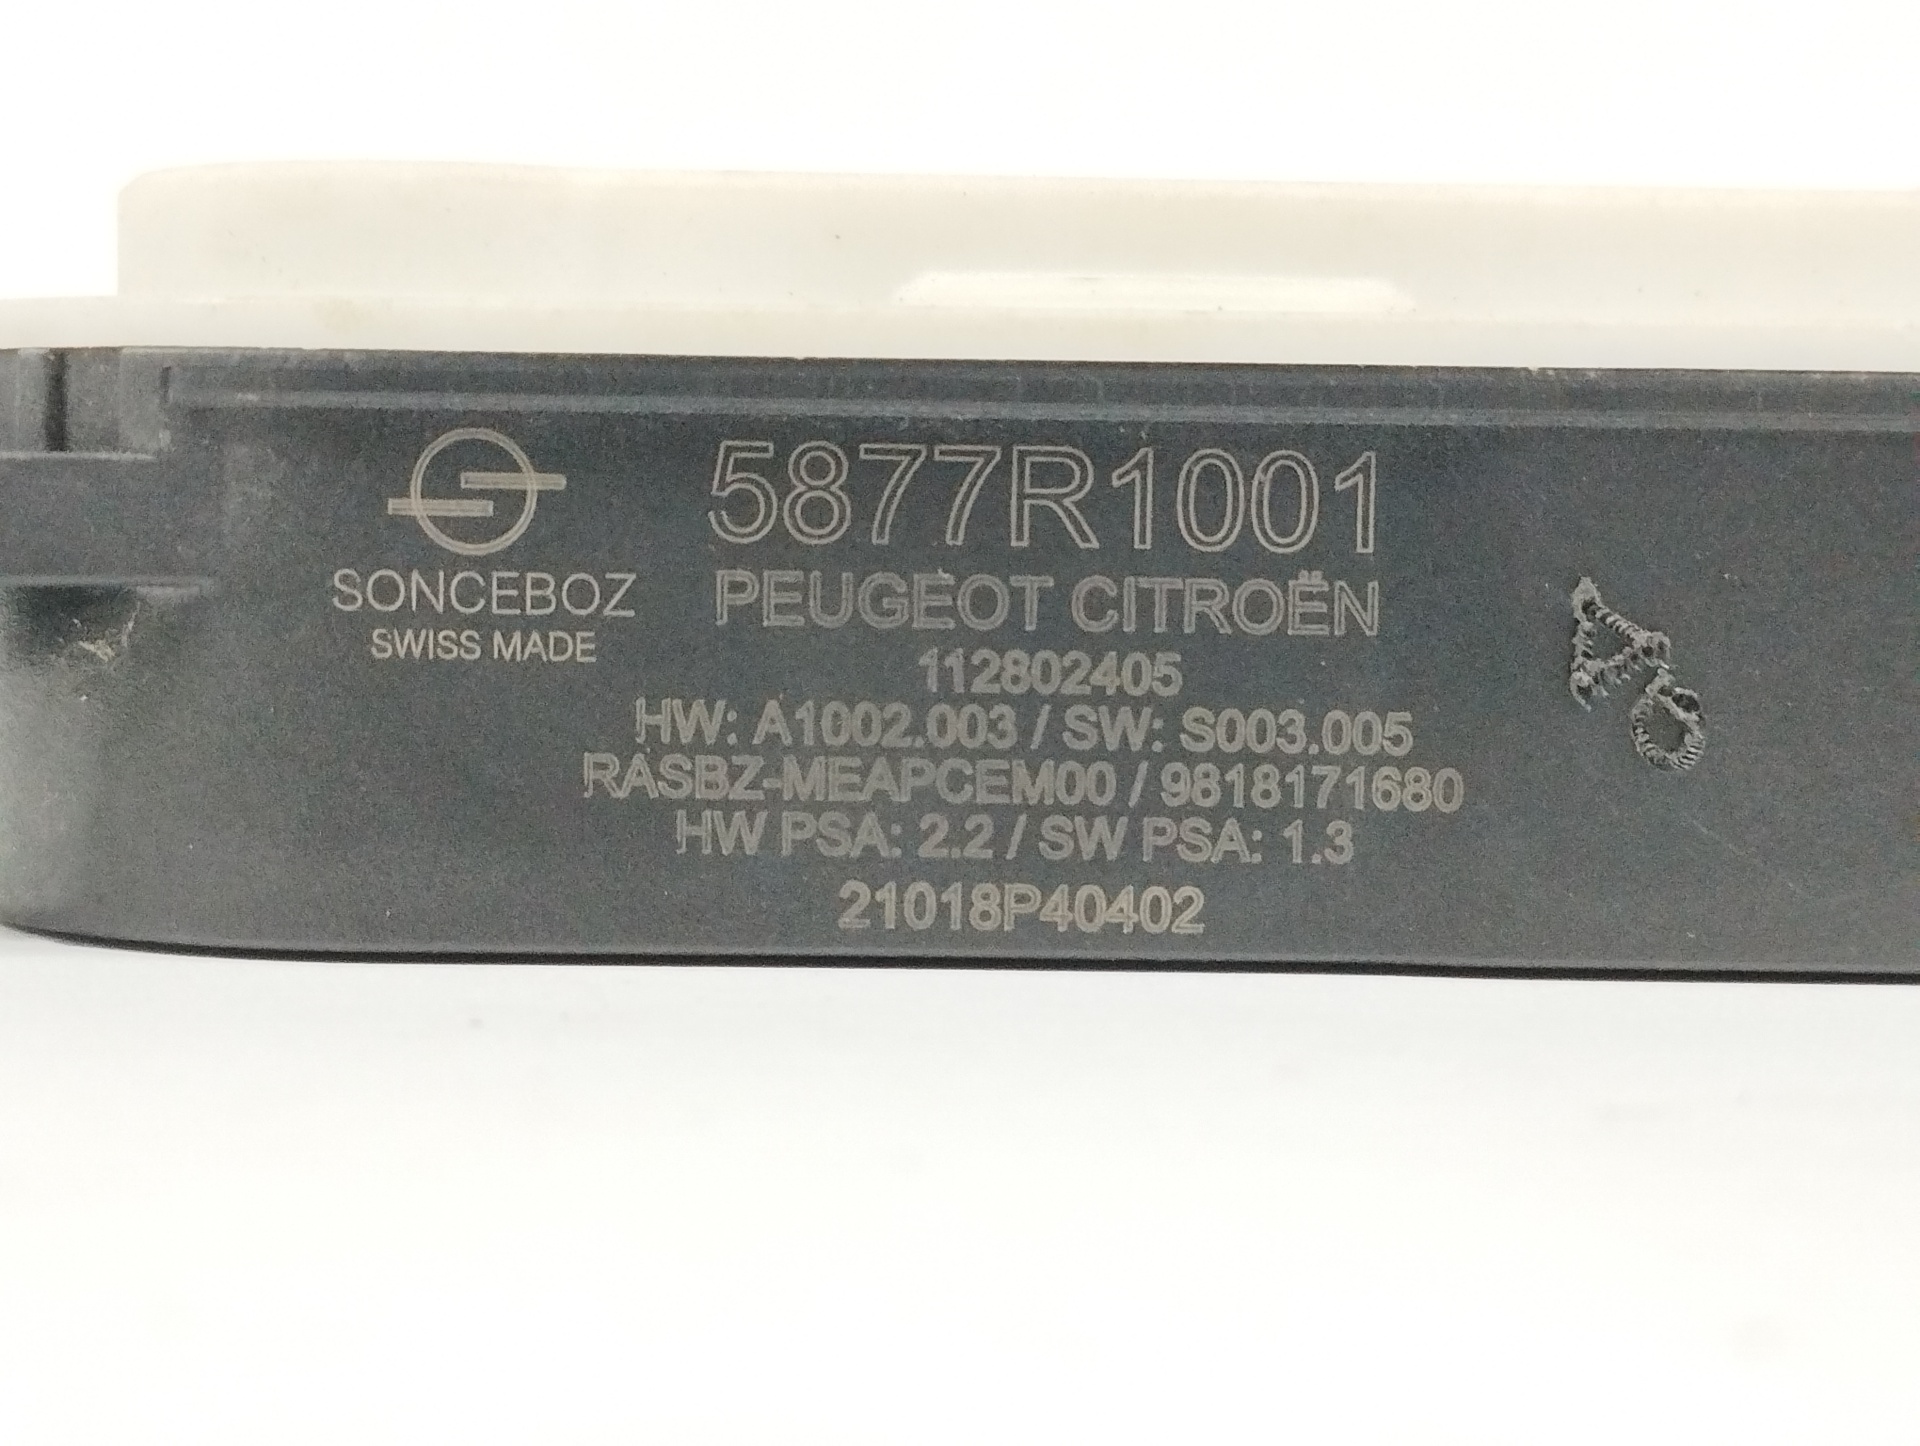 5877R1001
SONCEBOZ
SWISS MADE
PEUGEOT CITROËN
112802405
HW: A1002.003 / SW: S003.005
RASBZ-MEAPCEM00 / 9818171680
HW PSA: 2.2 / SW PSA: 1.3
21018P40402